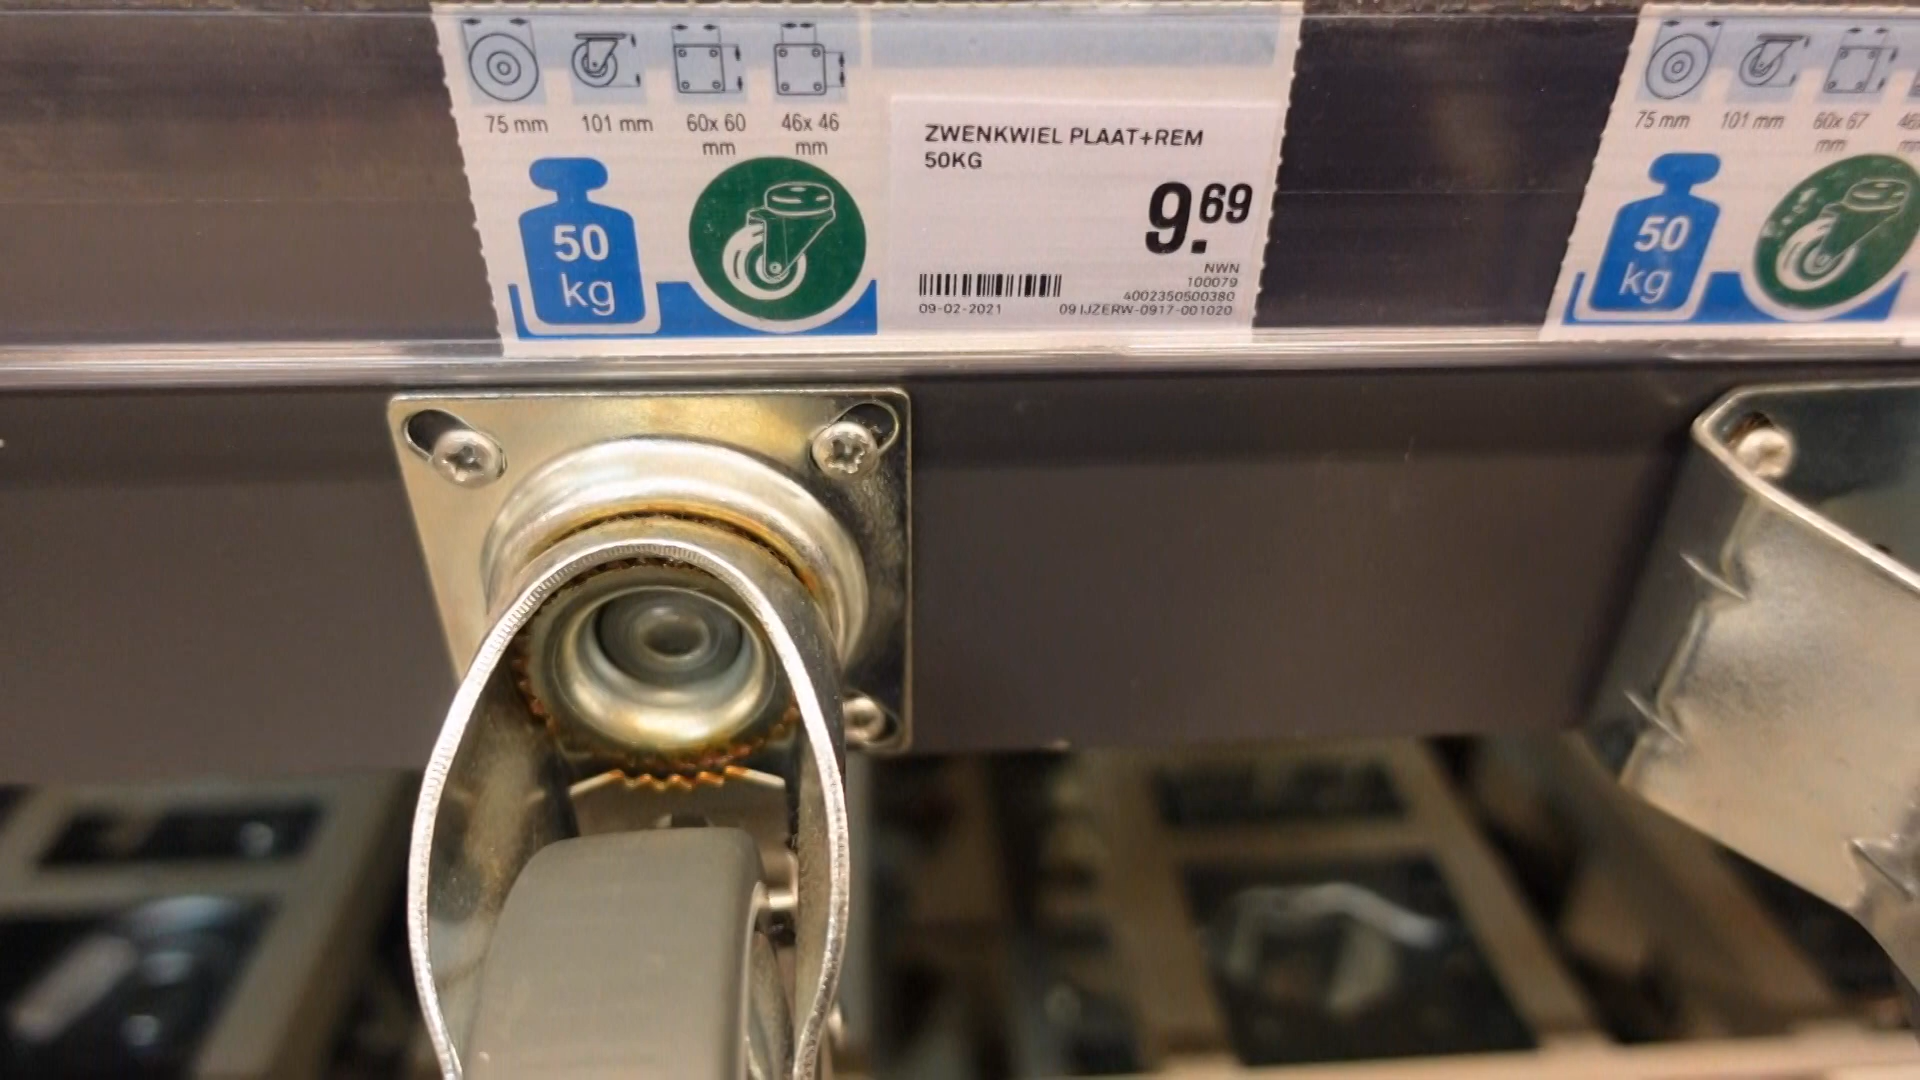 75 mm
101 mm
60x 60
mm
46x 46
mm
50
kg
ZWENKWIEL PLAAT+REM
50KG
9.69
NWN
100079
4002350500380
09-02-2021
09 IJZERW-0917-001020
75 mm
101 mm
60x 67
mm
50
kg